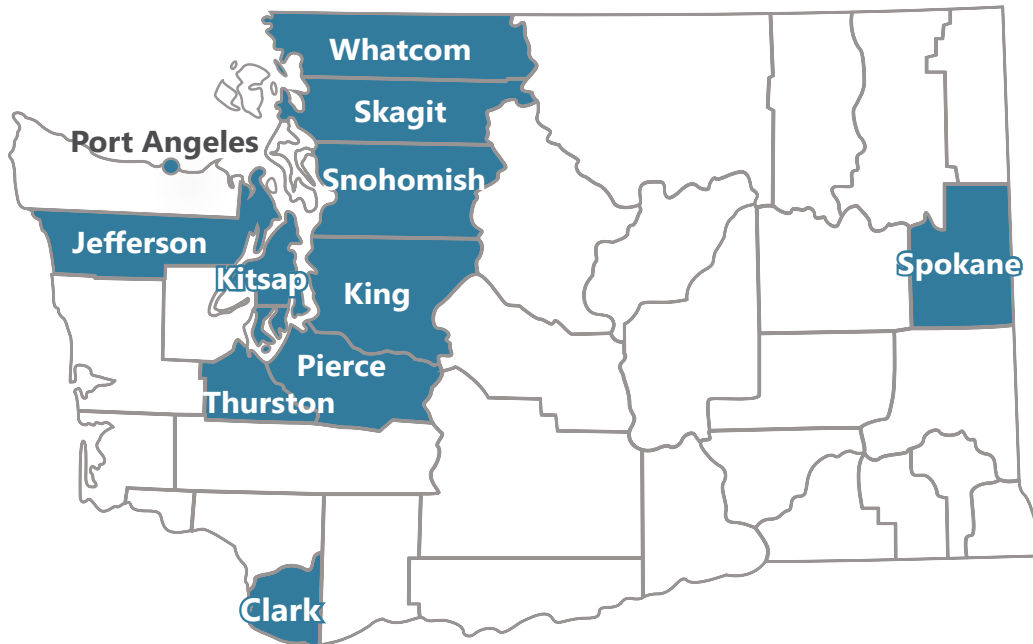 Whatcom
Skagit
Port Angeles
Snohomish
Jefferson
Kitsap
Spokane
King
Pierce
Thurston
Clark